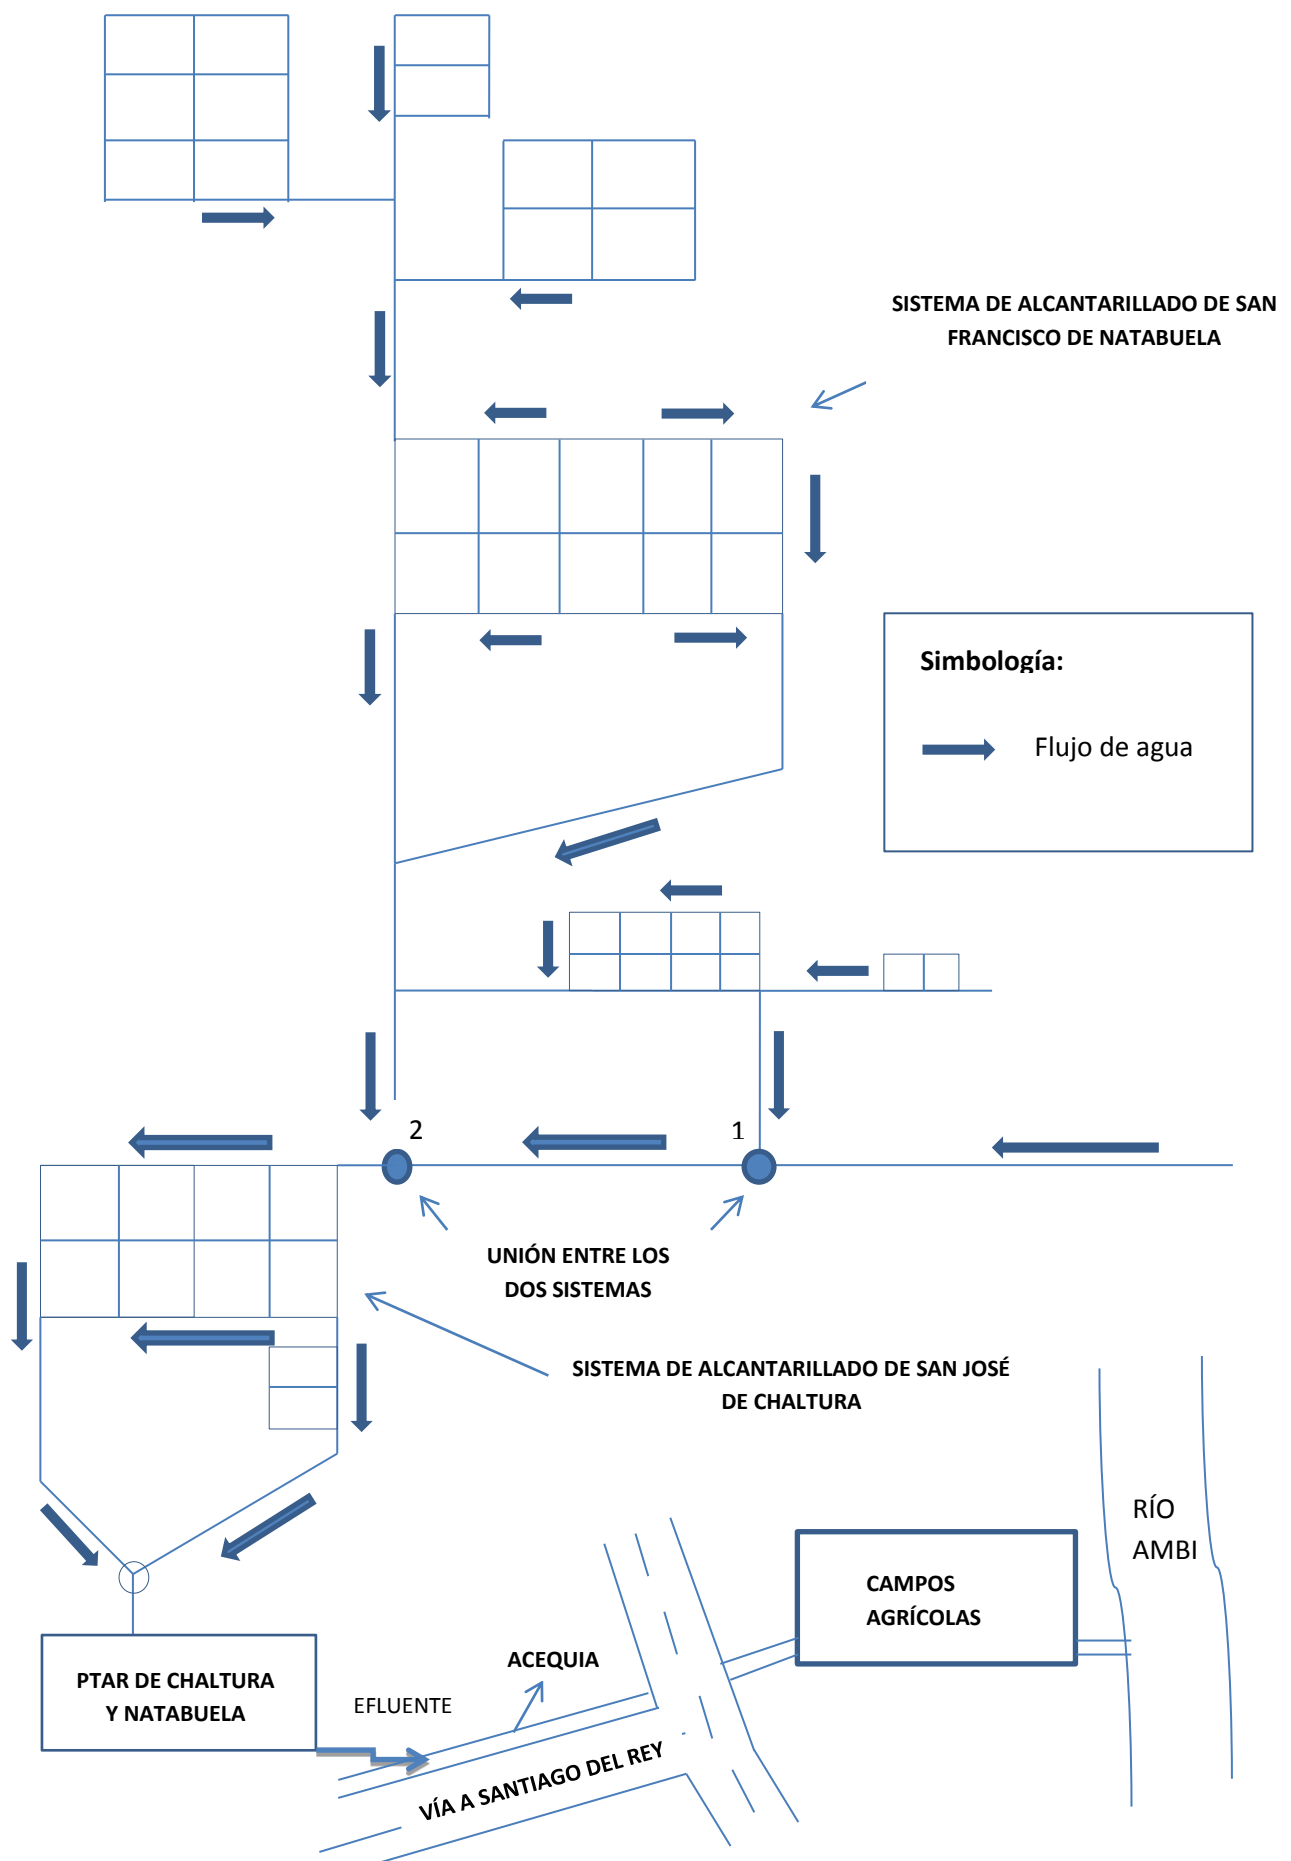 SISTEMA DE ALCANTARILLADO DE SAN
FRANCISCO DE NATABUELA
Simbología:
Flujo de agua
2
1
UNIÓN ENTRE LOS
DOS SISTEMAS
SISTEMA DE ALCANTARILLADO DE SAN JOSÉ
DE CHALTURA
RÍO
AMBI
CAMPOS
AGRÍCOLAS
ACEQUIA
PTAR DE CHALTURA
Y NATABUELA
EFLUENTE
VÍA A SANTIAGO DEL REY